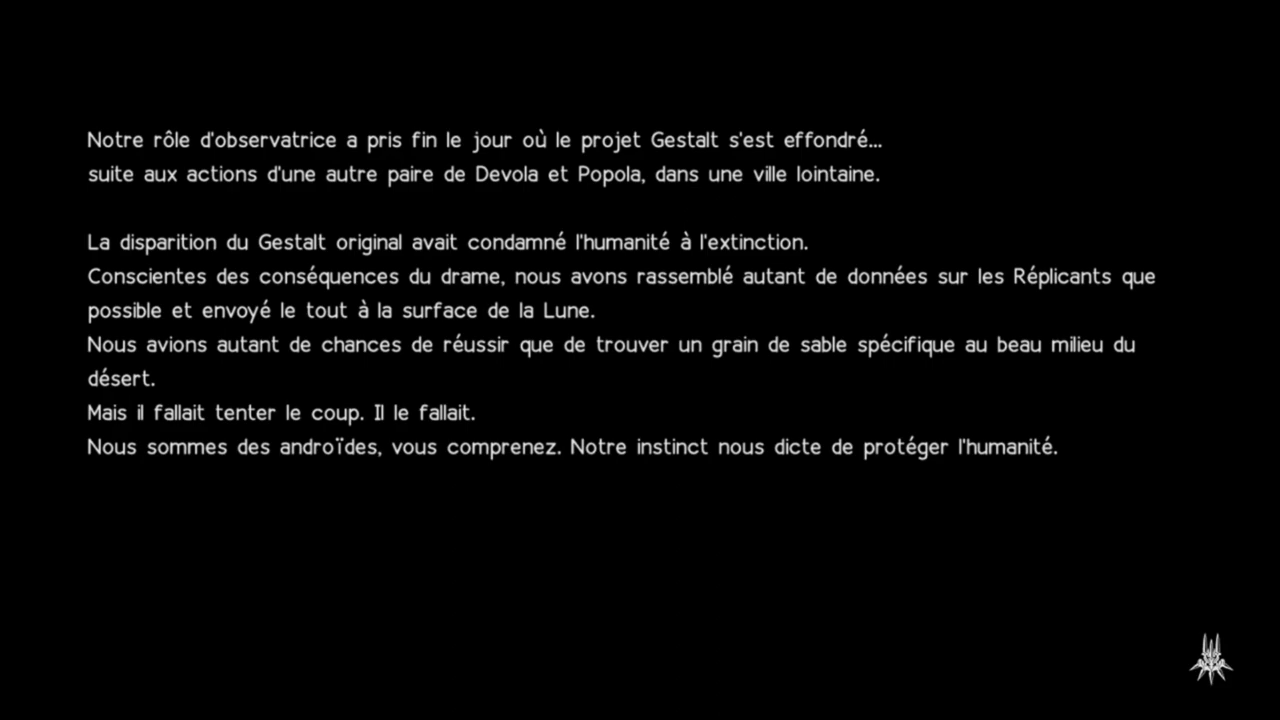 Notre rôle d'observatrice a pris fin le jour où le projet Gestalt s'est effondré...
suite aux actions d'une autre paire de Devola et Popola, dans une ville lointaine.
La disparition du Gestalt original avait condamné l'humanité à l'extinction.
Conscientes des conséquences du drame, nous avons rassemblé autant de données sur les Réplicants que
possible et envoyé le tout à la surface de la Lune.
Nous avions autant de chances de réussir que de trouver un grain de sable spécifique au beau milieu du
désert.
Mais il fallait tenter le coup. Il le fallait.
Nous sommes des androïdes, vous comprenez. Notre instinct nous dicte de protéger l'humanité.